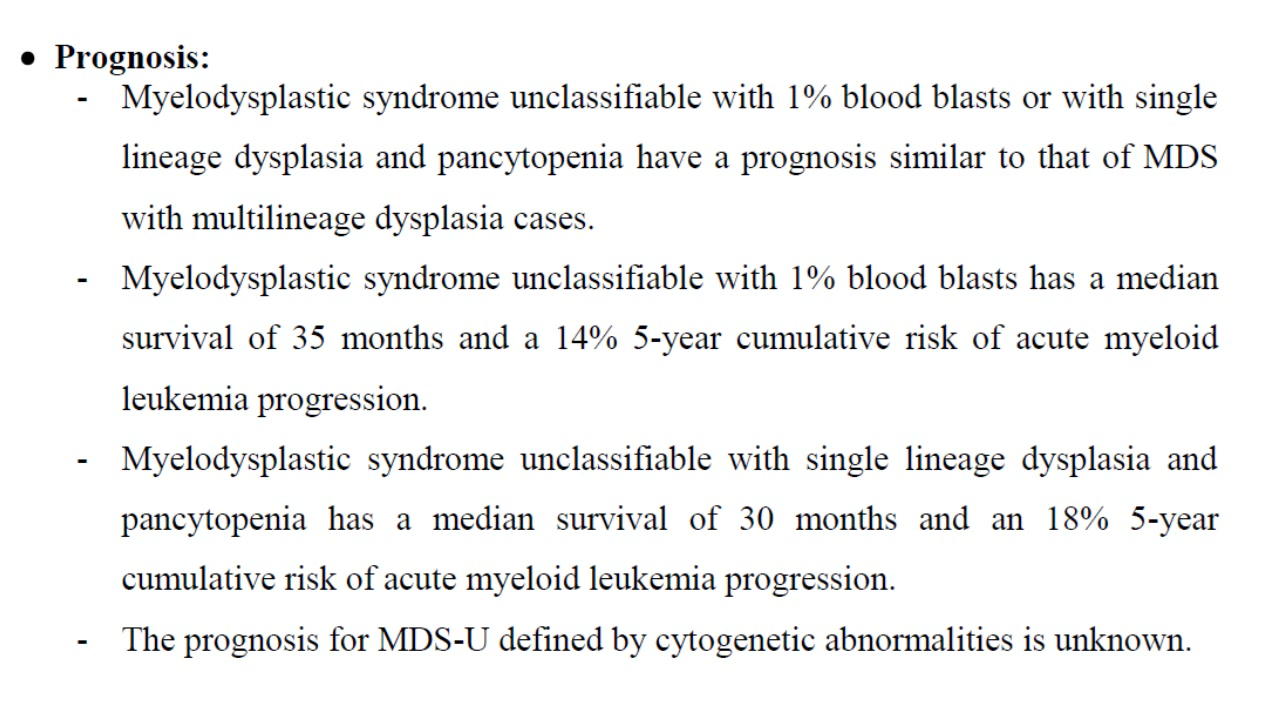 • Prognosis:
- Myelodysplastic syndrome unclassifiable with 1% blood blasts or with single
lineage dysplasia and pancytopenia have a prognosis similar to that of MDS
with multilineage dysplasia cases.
- Myelodysplastic syndrome unclassifiable with 1% blood blasts has a median
survival of 35 months and a 14% 5-year cumulative risk of acute myeloid
leukemia progression.
- Myelodysplastic syndrome unclassifiable with single lineage dysplasia and
pancytopenia has a median survival of 30 months and an 18% 5-year
cumulative risk of acute myeloid leukemia progression.
- The prognosis for MDS-U defined by cytogenetic abnormalities is unknown.